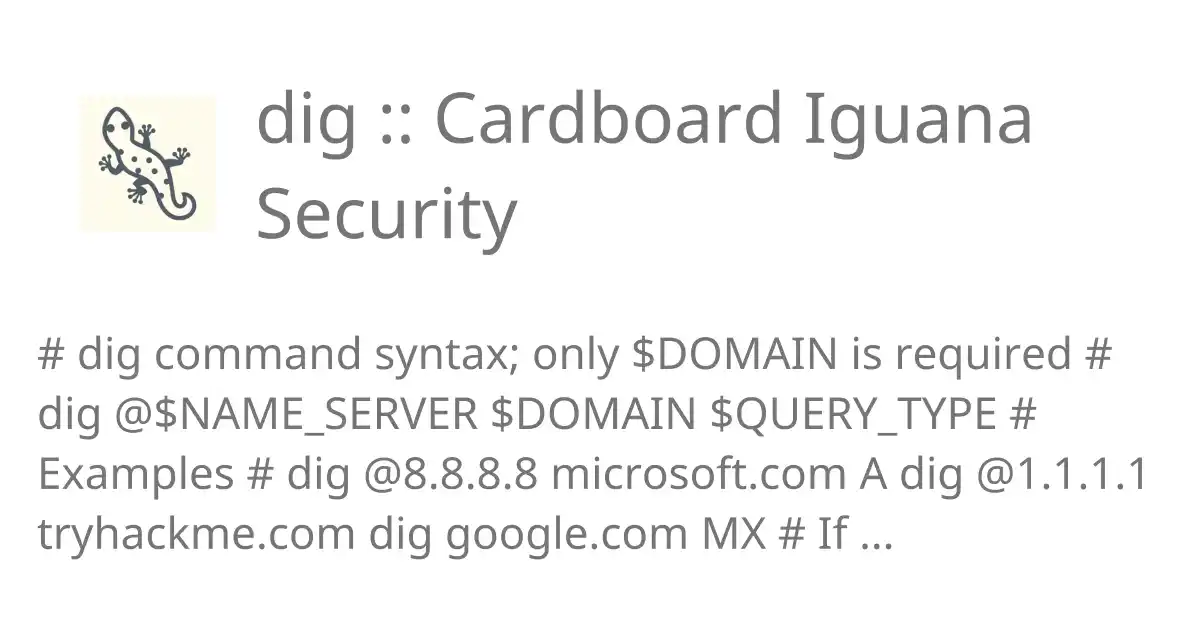 dig :: Cardboard Iguana
Security
# dig command syntax; only $DOMAIN is required #
dig @$NAME_SERVER $DOMAIN $QUERY_TYPE #
Examples # dig @8.8.8.8 microsoft.com A dig @1.1.1.1
tryhackme.com dig google.com MX # If ...